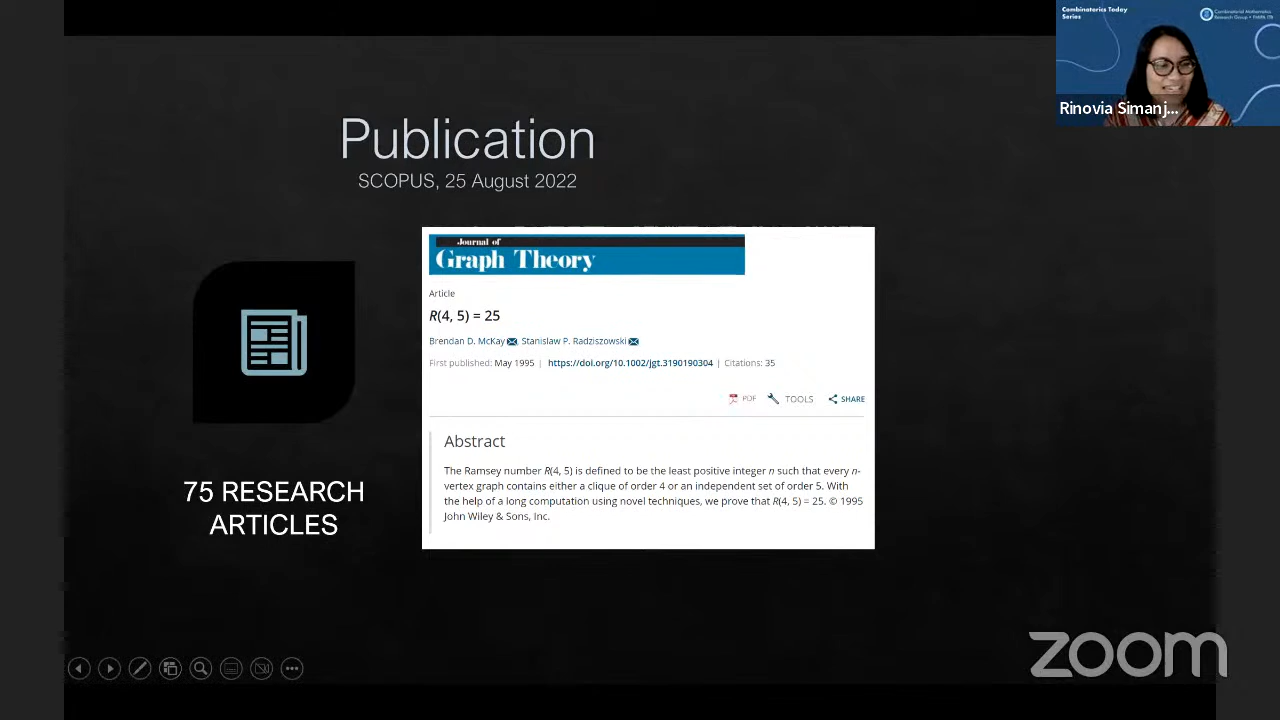 Combinatorics Today
Series
Combinatorial Mathematics
Research Group - FMIPA ITB
Rinovia Simanj...
Publication
SCOPUS, 25 August 2022
Journal of
Graph Theory
Article
R(4, 5) = 25
Brendan D. McKay, Stanislaw P. Radziszowski
First published: May 1995 | https://doi.org/10.1002/jgt.3190190304 | Citations: 35
PDF TOOLS SHARE
Abstract
The Ramsey number R(4, 5) is defined to be the least positive integer n such that every n-
vertex graph contains either a clique of order 4 or an independent set of order 5. With
the help of a long computation using novel techniques, we prove that R(4, 5) = 25. © 1995
John Wiley & Sons, Inc.
75 RESEARCH
ARTICLES
zoom